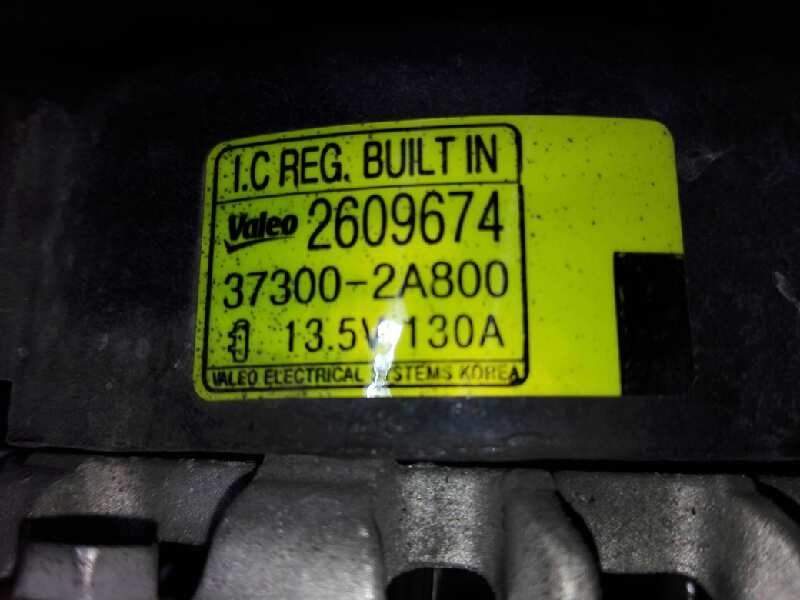 I.C REG. BUILT IN
Valeo 2609674
37300-2A800
13.5V 130A
VALEO ELECTRICAL SYSTEMS KOREA